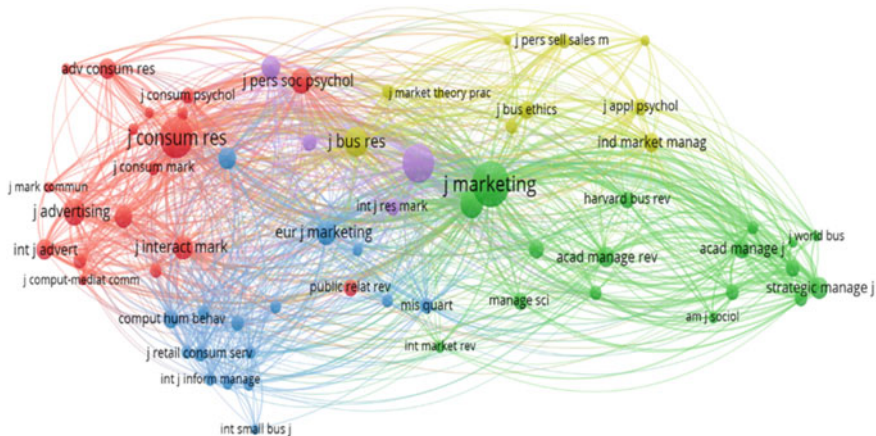 j pers sell sales m
adv consum res
j pers soc psychol
j consum psychol
j market theory prac
j bus ethics
j appl psychol
j consum res
j bus res
ind market manag
j consum mark
j mark commun
j marketing
j advertising
int j res mark
harvard bus rev
eur j marketing
j world bus
int j advert
j interact mark
acad manage rev
acad manage j
j comput-mediat comm
public relat rev
strategic manage j
mis quart
manage sci
comput hum behav
am j sociol
int market rev
j retail consum serv
int j inform manage
int small bus j